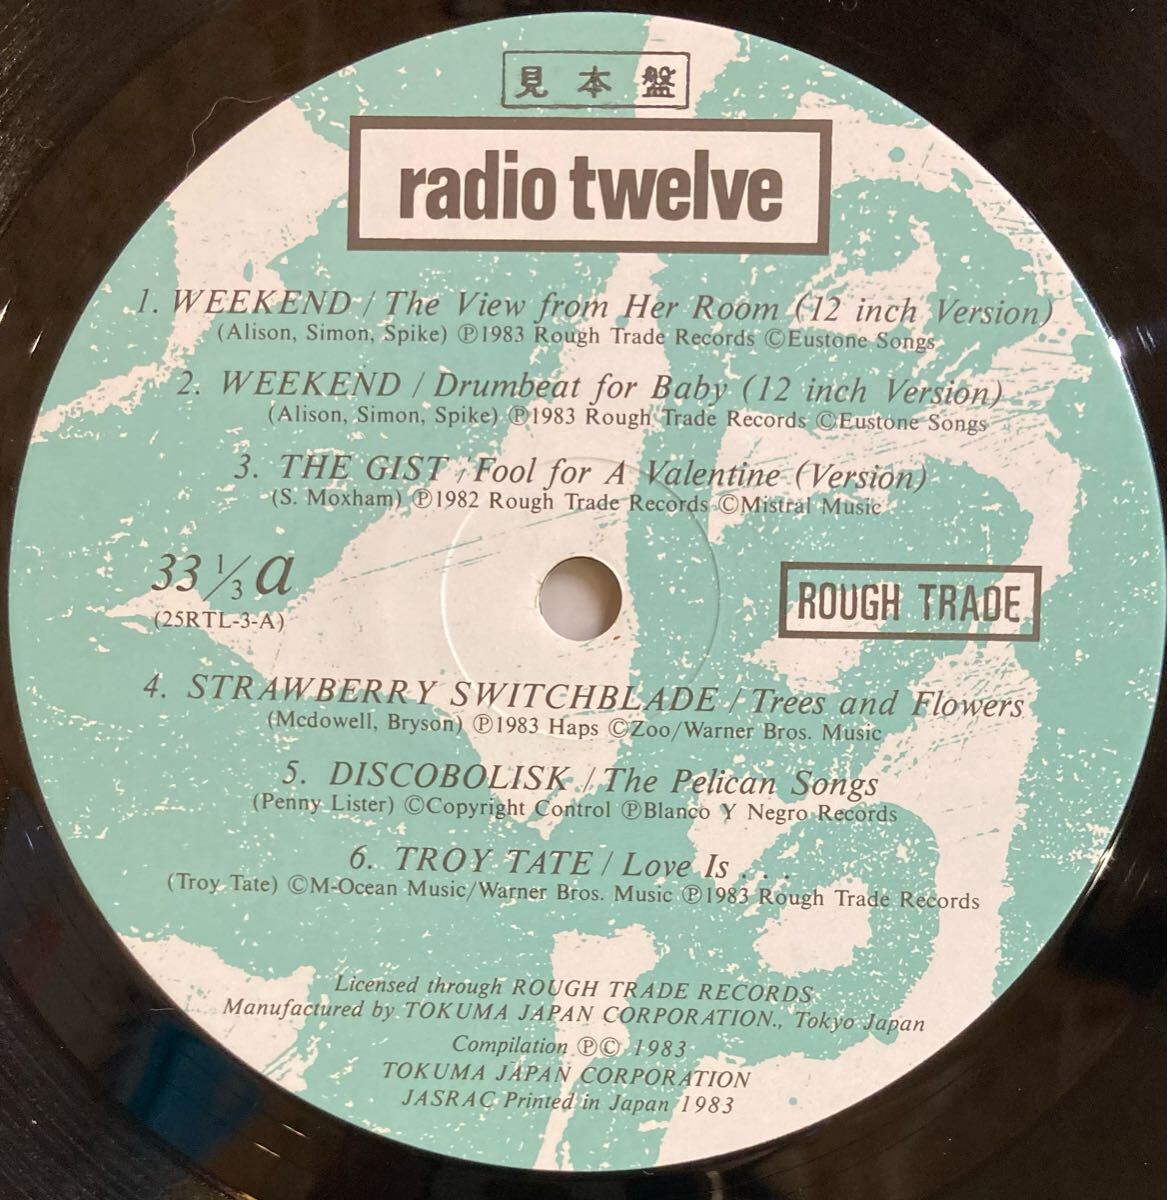 見本盤
radio twelve
1. WEEKEND / The View from Her Room (12 inch Version)
(Alison, Simon, Spike) ℗1983 Rough Trade Records ©Eustone Songs
2. WEEKEND / Drumbeat for Baby (12 inch Version)
(Alison, Simon, Spike) ℗1983 Rough Trade Records ©Eustone Songs
3. THE GIST / Fool for A Valentine (Version)
(S. Moxham) ℗1982 Rough Trade Records ©Mistral Music
33 1/3 a
(25RTL-3-A)
ROUGH TRADE
4. STRAWBERRY SWITCHBLADE / Trees and Flowers
(Mcdowell, Bryson) ℗1983 Haps ©Zoo/Warner Bros. Music
5. DISCOBOLISK / The Pelican Songs
(Penny Lister) ©Copyright Control ℗Blanco Y Negro Records
6. TROY TATE / Love Is . . .
(Troy Tate) ©M-Ocean Music/Warner Bros. Music ℗1983 Rough Trade Records
Licensed through ROUGH TRADE RECORDS
Manufactured by TOKUMA JAPAN CORPORATION., Tokyo Japan
Compilation ℗© 1983
TOKUMA JAPAN CORPORATION
JASRAC Printed in Japan 1983